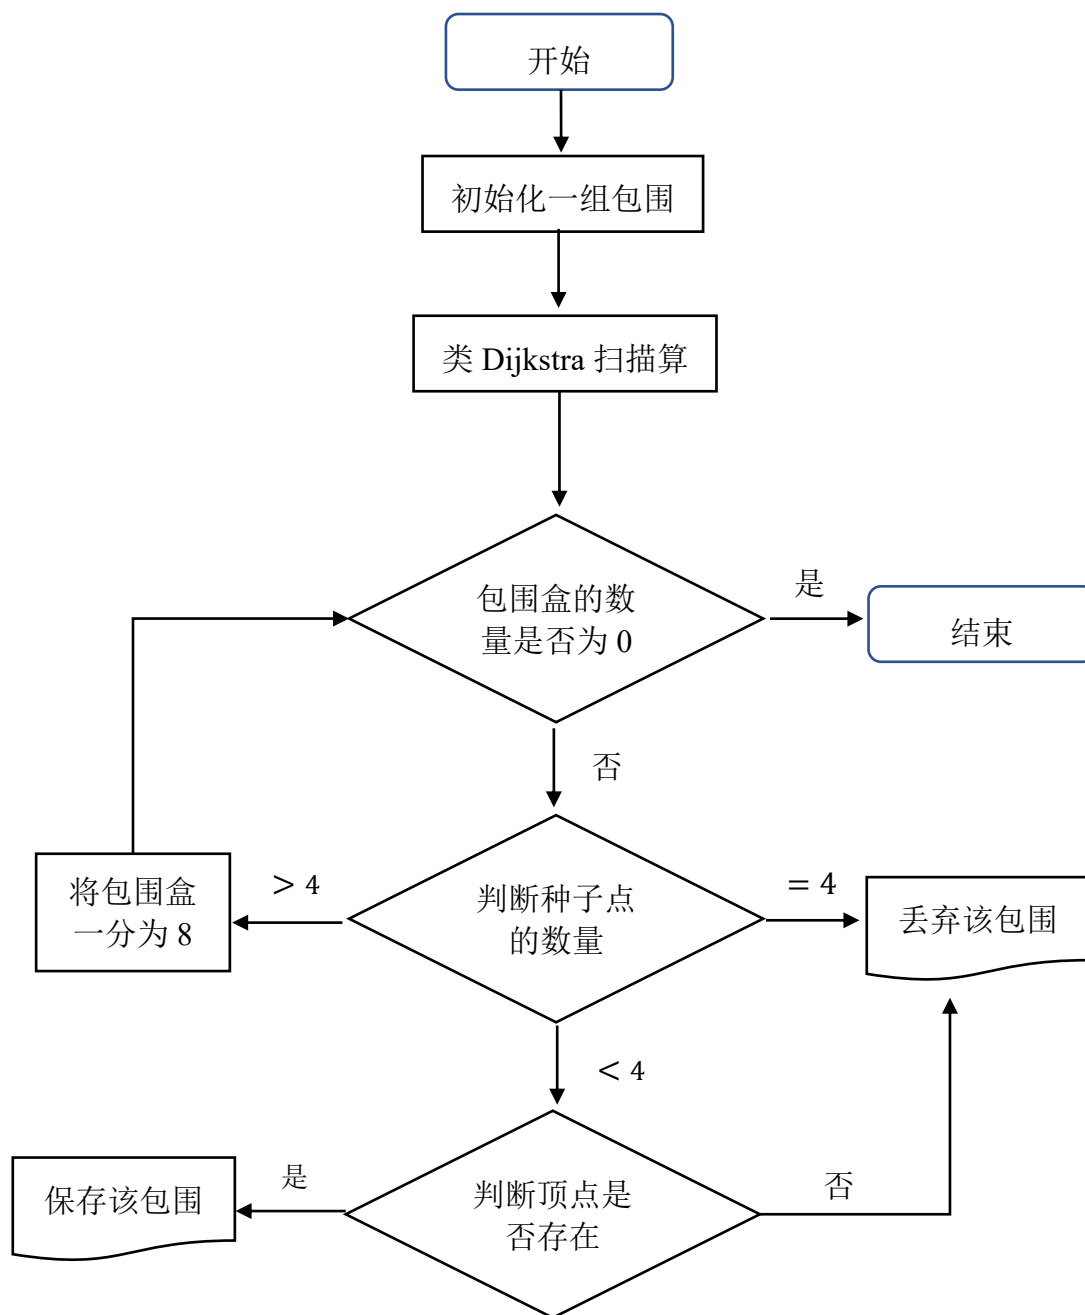 开始
初始化一组包围
类 Dijkstra 扫描算
包围盒的数
量是否为 0
是
结束
否
将包围盒
一分为 8
> 4
判断种子点
的数量
= 4
丢弃该包围
< 4
保存该包围
是
判断顶点是
否存在
否